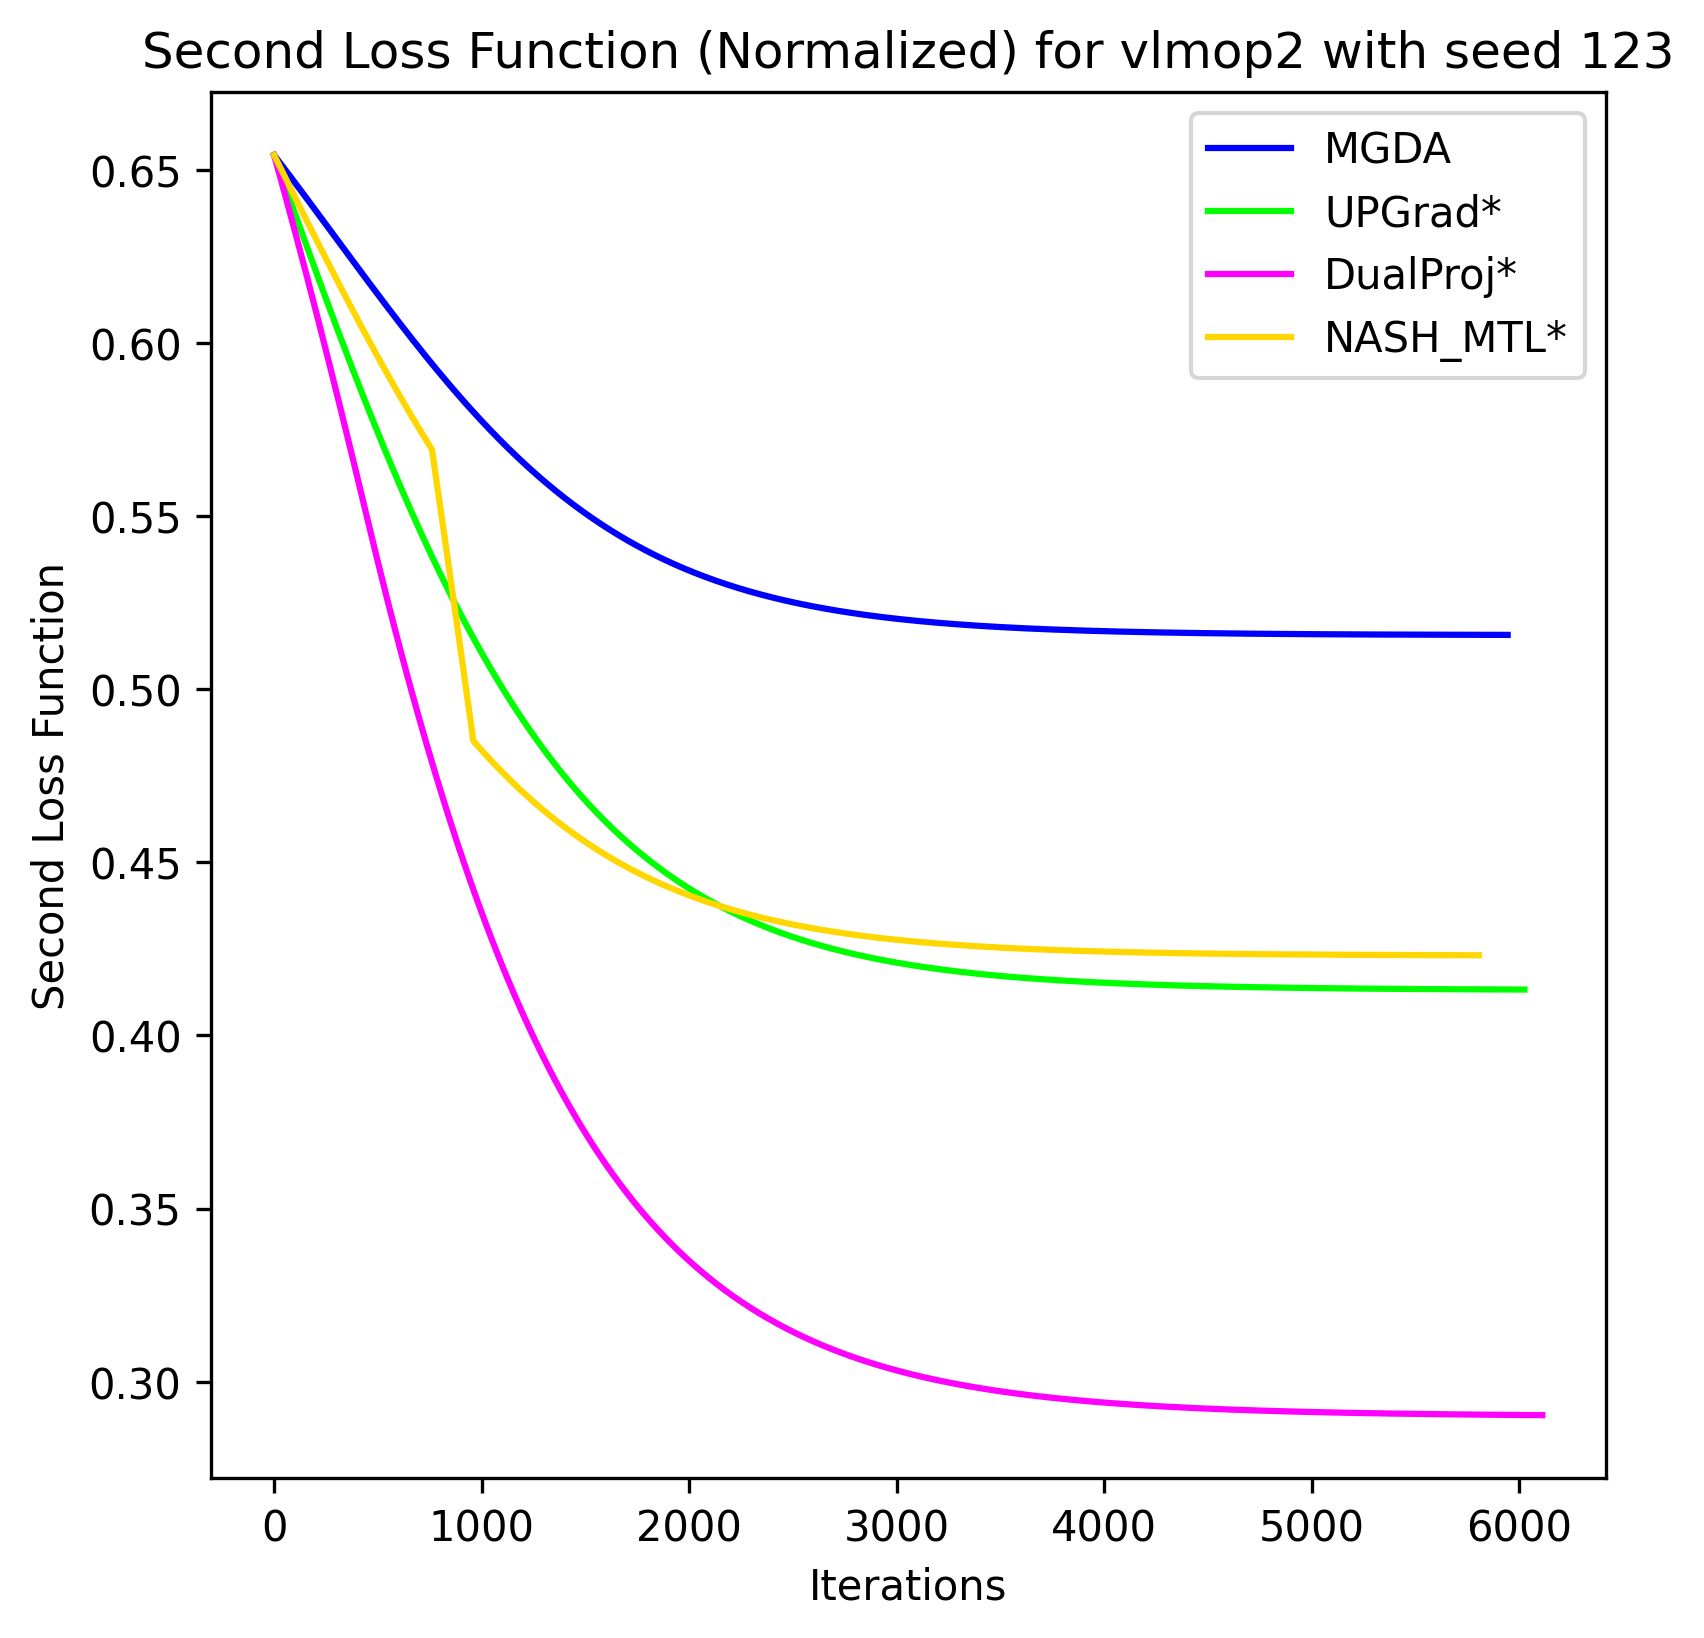 Second Loss Function (Normalized) for vlmop2 with seed 123
MGDA
UPGrad*
DualProj*
NASH_MTL*
Second Loss Function
0.65
0.60
0.55
0.50
0.45
0.40
0.35
0.30
0 1000 2000 3000 4000 5000 6000
Iterations